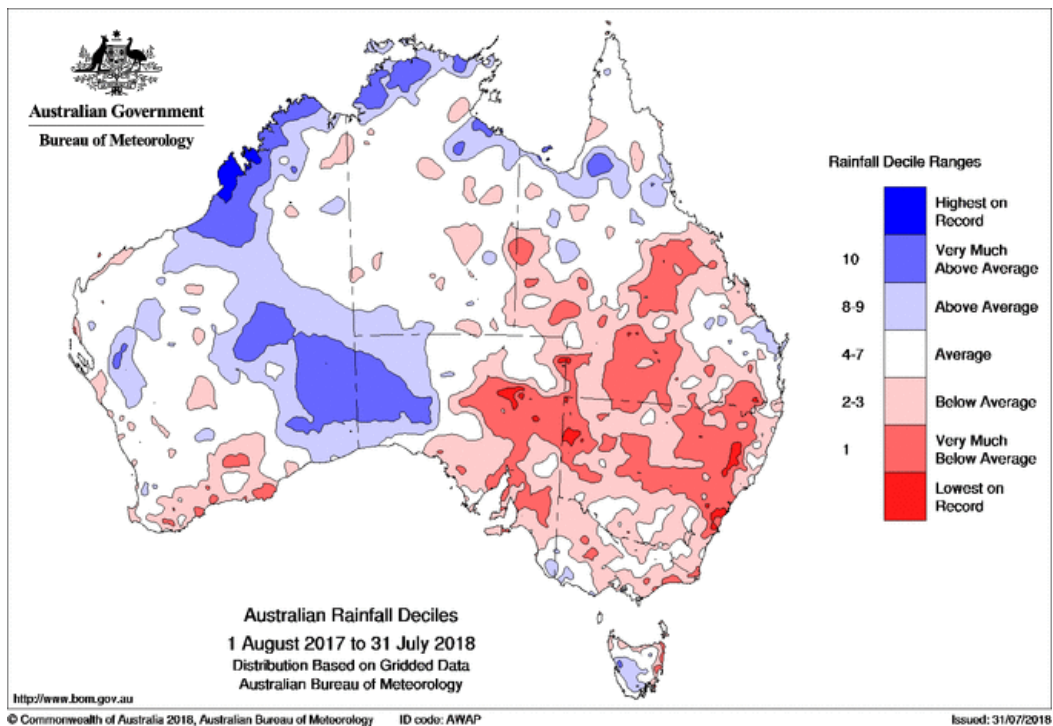 Australian Government
Bureau of Meteorology
Rainfall Decile Ranges
Highest on
Record
10
Very Much
Above Average
8-9
Above Average
4-7
Average
2-3
Below Average
1
Very Much
Below Average
Lowest on
Record
Australian Rainfall Deciles
1 August 2017 to 31 July 2018
Distribution Based on Gridded Data
Australian Bureau of Meteorology
http://www.bom.gov.au
© Commonwealth of Australia 2018, Australian Bureau of Meteorology ID code: AWAP Issued: 31/07/2018